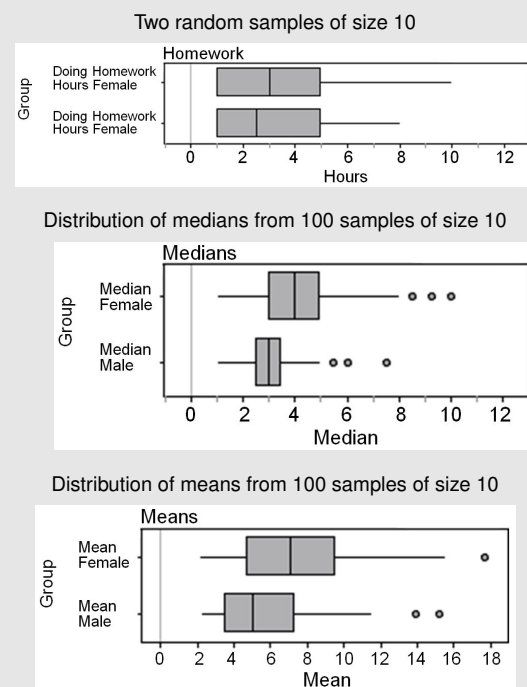 Two random samples of size 10
Homework
Group
Doing Homework
Hours Female
Doing Homework
Hours Female
0 2 4 6 8 10 12
Hours
Distribution of medians from 100 samples of size 10
Medians
Group
Median
Female
Median
Male
0 2 4 6 8 10 12
Median
Distribution of means from 100 samples of size 10
Means
Group
Mean
Female
Mean
Male
0 2 4 6 8 10 12 14 16 18
Mean